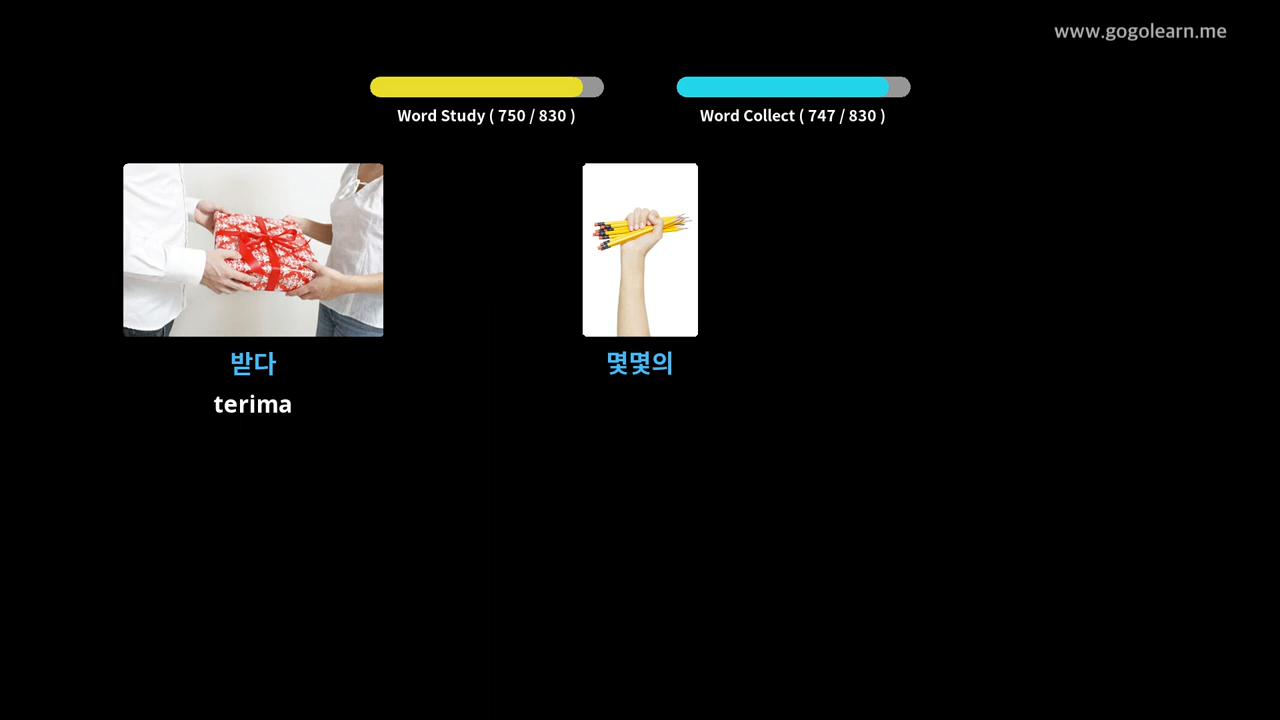 www.gogolearn.me
Word Study ( 750 / 830 )
Word Collect ( 747 / 830 )
받다
몇몇의
terima